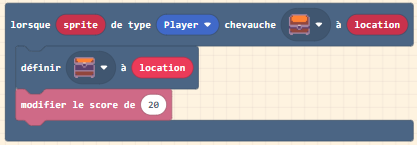 lorsque sprite de type Player chevauche à location
définir à location
modifier le score de 20